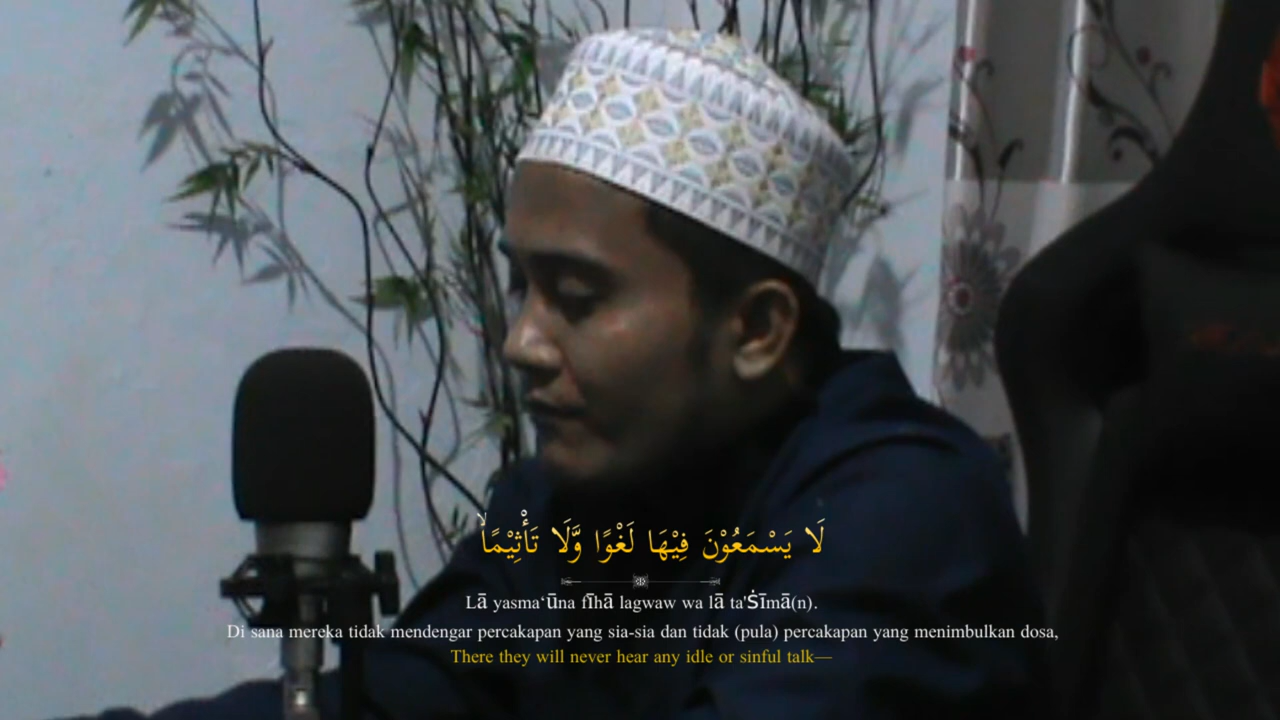 لَا يَسْمَعُوْنَ فِيْهَا لَغْوًا وَّلَا تَأْثِيْمًاۙ
Lā yasma‘ūna fīhā lagwaw wa lā ta'ṡīmā(n).
Di sana mereka tidak mendengar percakapan yang sia-sia dan tidak (pula) percakapan yang menimbulkan dosa,
There they will never hear any idle or sinful talk—